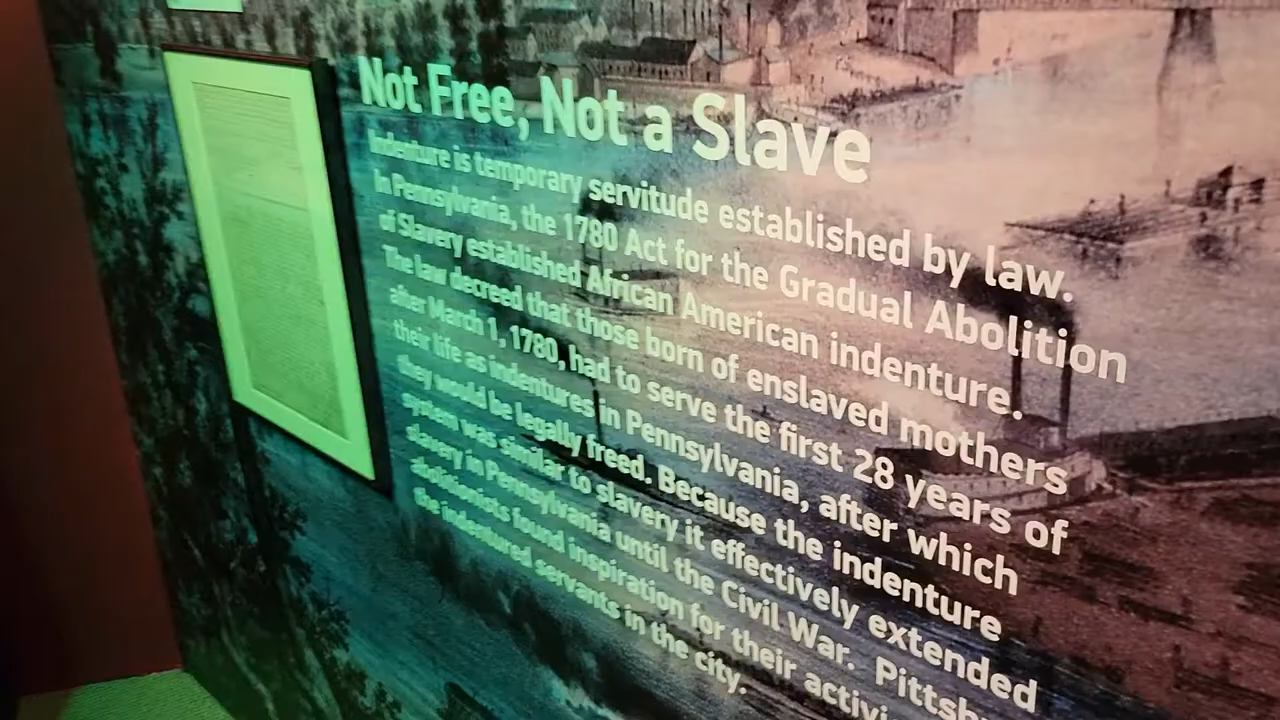 Not Free, Not a Slave
Indenture is temporary servitude established by law.
In Pennsylvania, the 1780 Act for the Gradual Abolition
of Slavery established African American indenture.
The law decreed that those born of enslaved mothers
after March 1, 1780, had to serve the first 28 years of
their life as indentures in Pennsylvania, after which
they would be legally freed. Because the indenture
system was similar to slavery it effectively extended
slavery in Pennsylvania until the Civil War. Pittsb
abolitionists found inspiration for their activi
the indentured servants in the city.